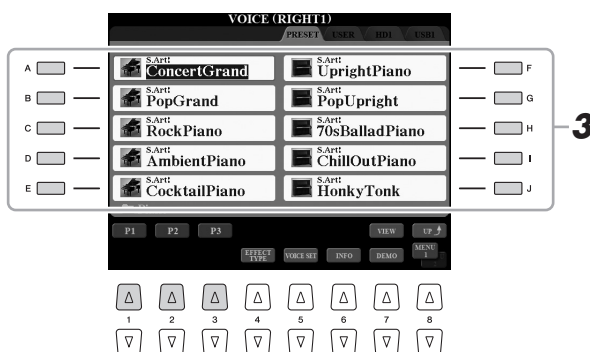 VOICE (RIGHT1)
PRESET USER HD1 USB1
A S.Art! ConcertGrand S.Art! UprightPiano F
B S.Art! PopGrand S.Art! PopUpright G
C S.Art! RockPiano S.Art! 70sBalladPiano H
D S.Art! AmbientPiano S.Art! ChillOutPiano I
E S.Art! CocktailPiano S.Art! HonkyTonk J
3
P1 P2 P3 VIEW UP
EFFECT TYPE VOICE SET INFO DEMO MENU 1
1 2 3 4 5 6 7 8